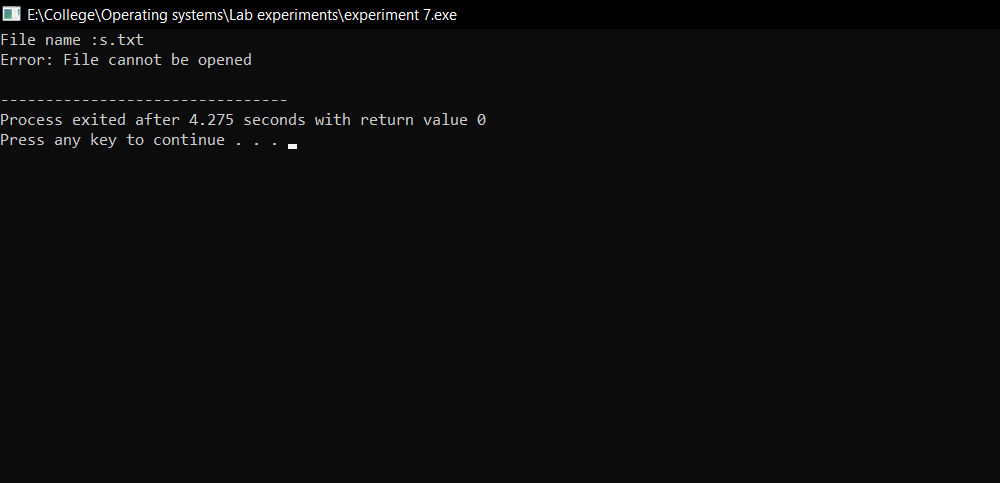 E:\College\Operating systems\Lab experiments\experiment 7.exe
File name :s.txt
Error: File cannot be opened
--------------------------------
Process exited after 4.275 seconds with return value 0
Press any key to continue . . .